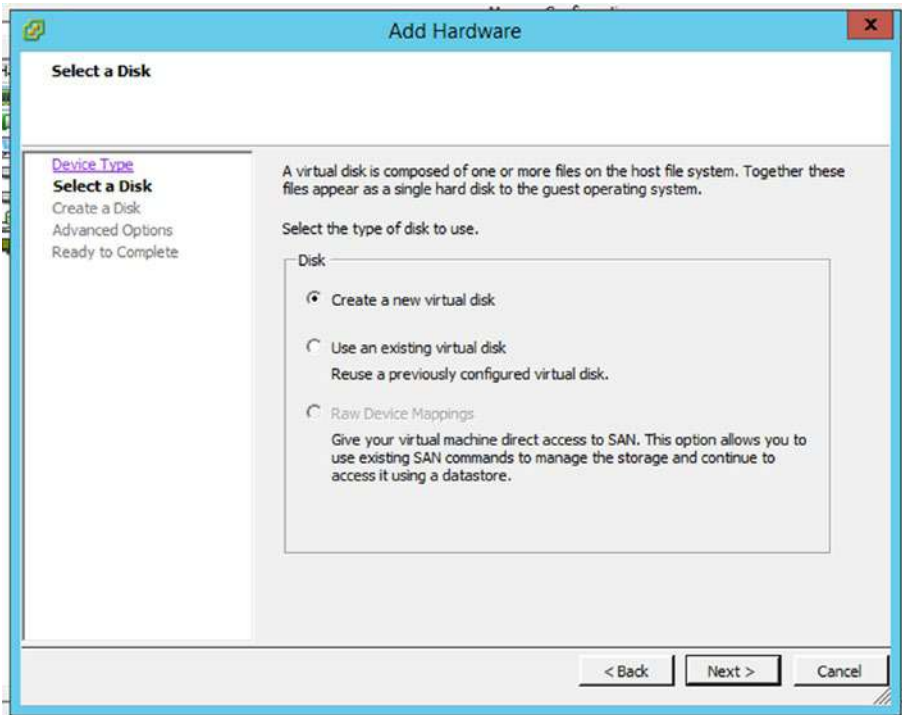 Add Hardware
x
Select a Disk
Device Type
Select a Disk
Create a Disk
Advanced Options
Ready to Complete
A virtual disk is composed of one or more files on the host file system. Together these
files appear as a single hard disk to the guest operating system.
Select the type of disk to use.
Disk
Create a new virtual disk
Use an existing virtual disk
Reuse a previously configured virtual disk.
Raw Device Mappings
Give your virtual machine direct access to SAN. This option allows you to
use existing SAN commands to manage the storage and continue to
access it using a datastore.
< Back
Next >
Cancel